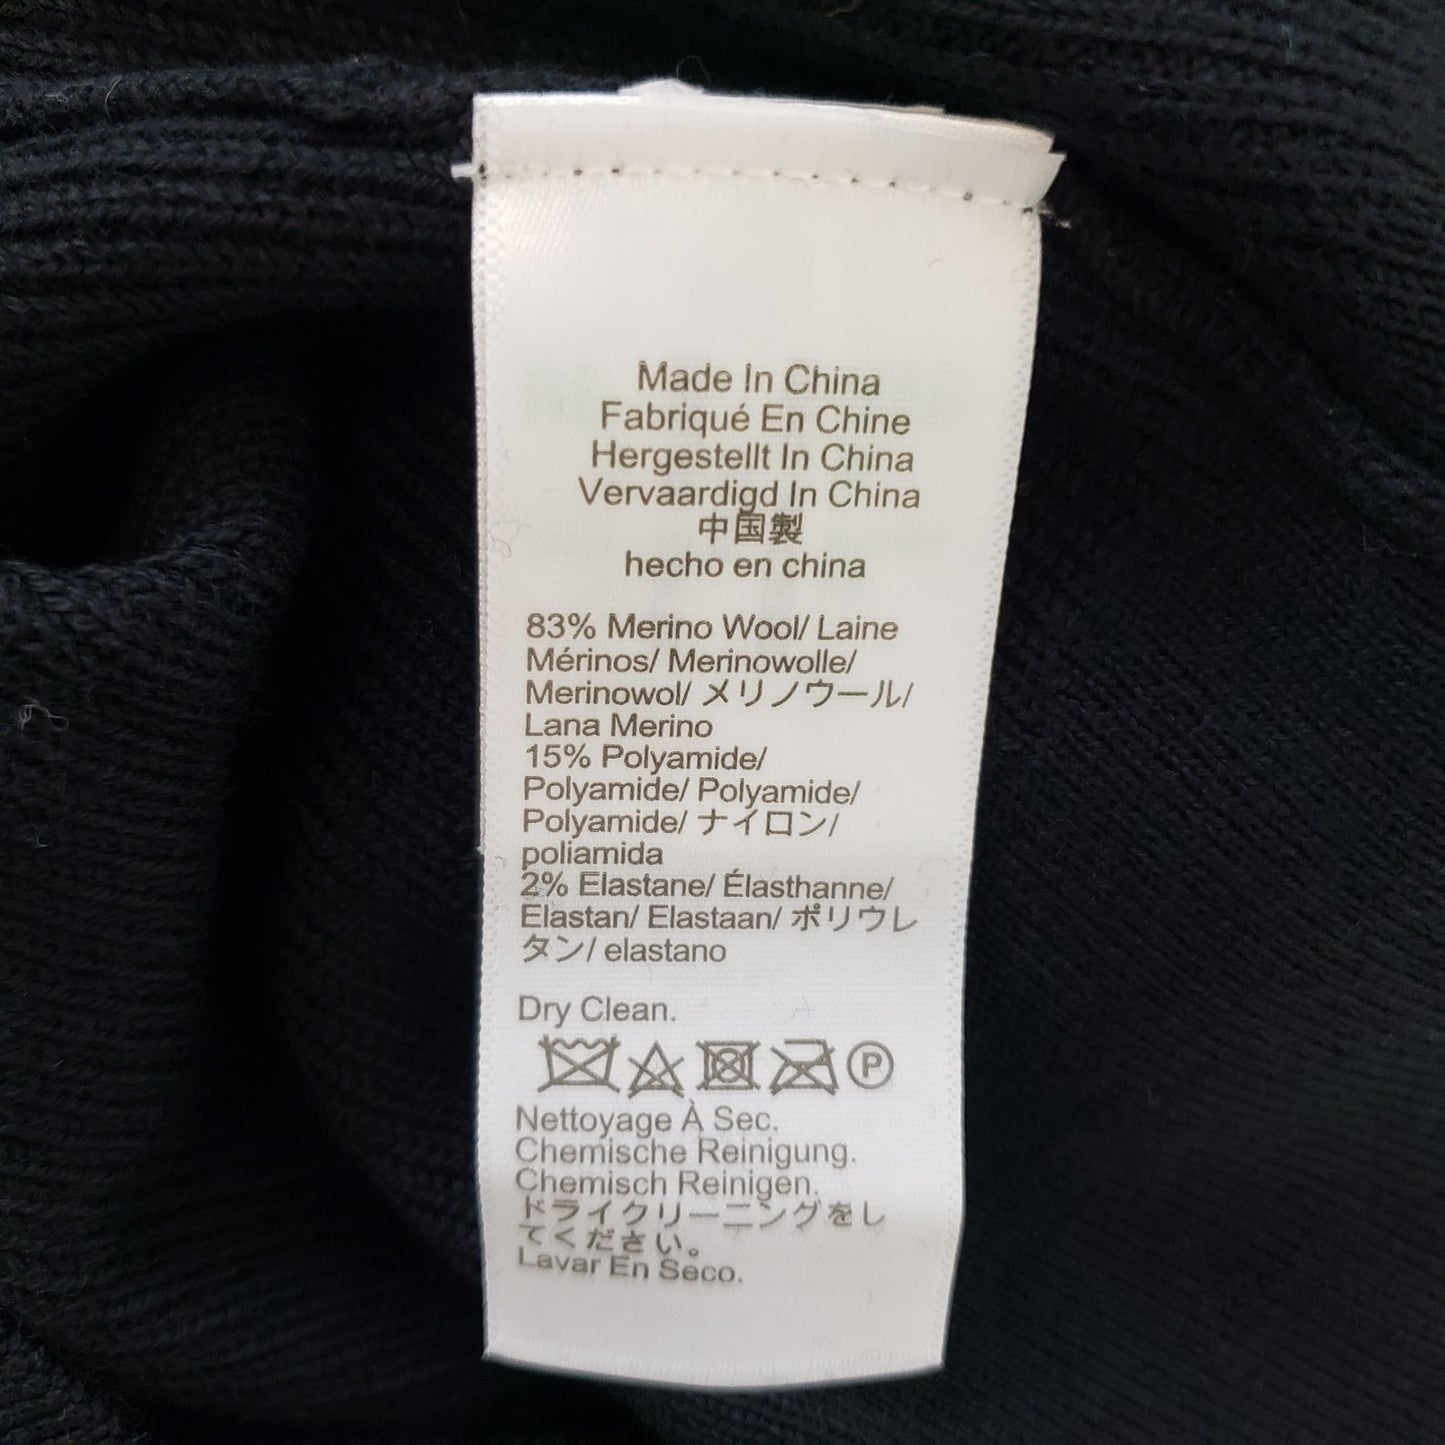 Made In China
Fabriqué En Chine
Hergestellt In China
Vervaardigd In China
中国製
hecho en china
83% Merino Wool/ Laine
Mérinos/ Merinowolle/
Merinowol/ メリノウール/
Lana Merino
15% Polyamide/
Polyamide/ Polyamide/
Polyamide/ ナイロン/
poliamida
2% Elastane/ Élasthanne/
Elastan/ Elastaan/ ポリウレ
タン/ elastano
Dry Clean.
P
Nettoyage À Sec.
Chemische Reinigung.
Chemisch Reinigen.
ドライクリーニングをし
てください。
Lavar En Seco.